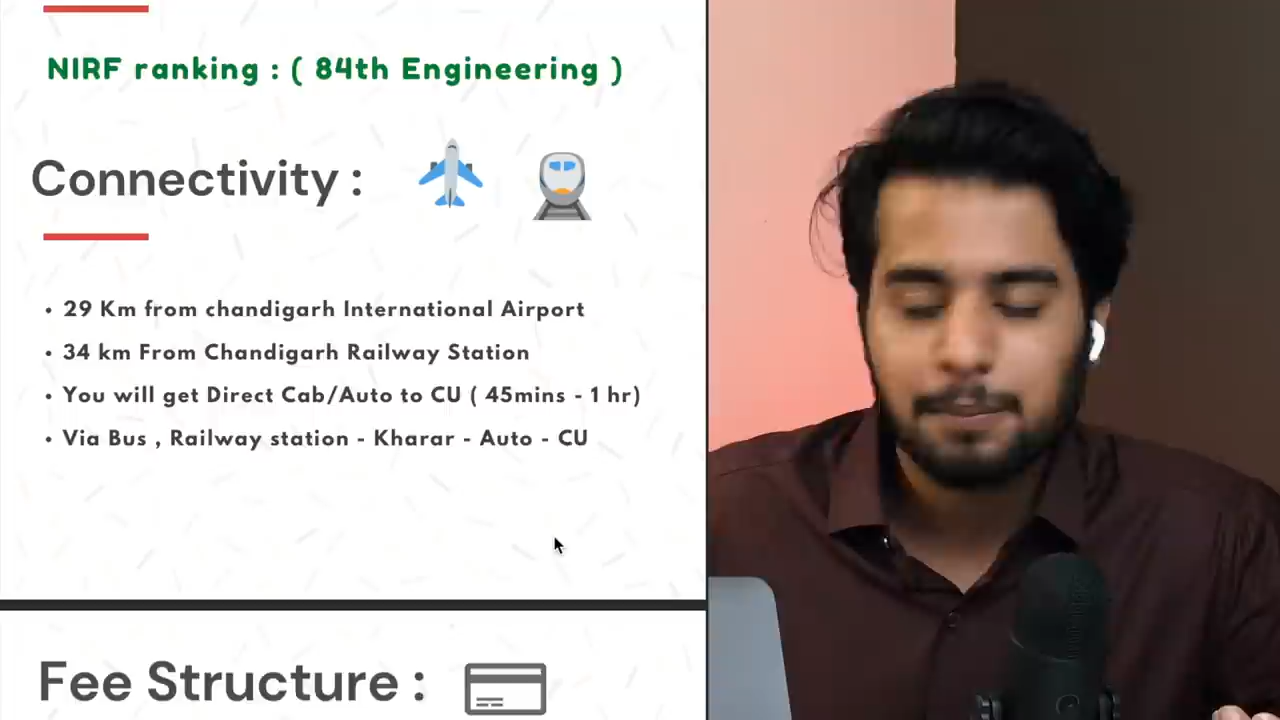 NIRF ranking : ( 84th Engineering )
Connectivity :
• 29 Km from chandigarh International Airport
• 34 km From Chandigarh Railway Station
• You will get Direct Cab/Auto to CU ( 45mins - 1 hr)
• Via Bus , Railway station - Kharar - Auto - CU
Fee Structure :